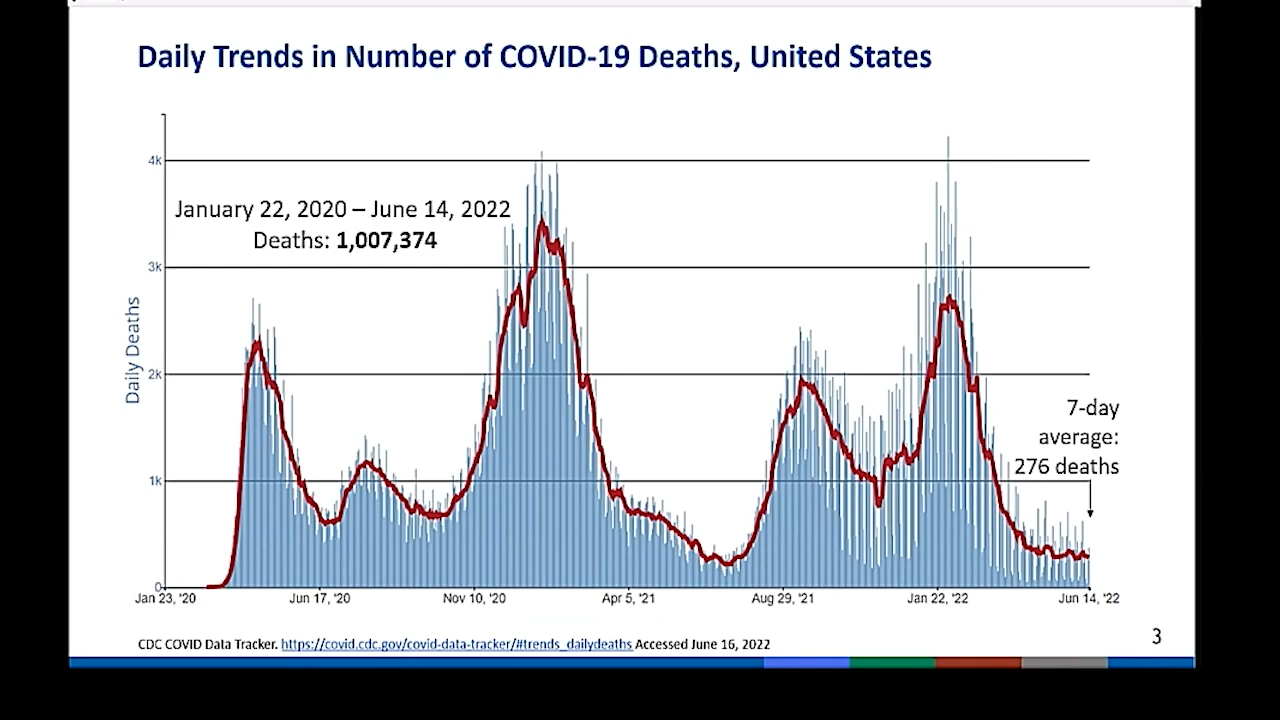 Daily Trends in Number of COVID-19 Deaths, United States
4k
January 22, 2020 – June 14, 2022
Deaths: 1,007,374
3k
Daily Deaths
2k
7-day
average:
276 deaths
1k
0
Jan 23, '20 Jun 17, '20 Nov 10, '20 Apr 5, '21 Aug 29, '21 Jan 22, '22 Jun 14, '22
CDC COVID Data Tracker. https://covid.cdc.gov/covid-data-tracker/#trends_dailydeaths Accessed June 16, 2022
3